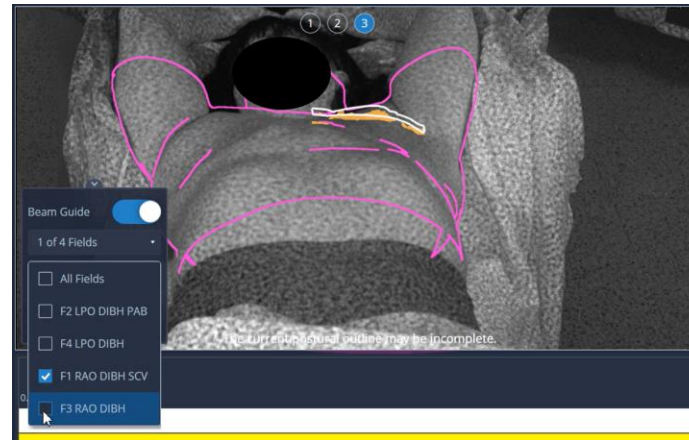 1 2 3
The current postural outline may be incomplete.
Beam Guide
1 of 4 Fields
All Fields
F2 LPO DIBH PAB
F4 LPO DIBH
F1 RAO DIBH SCV
F3 RAO DIBH